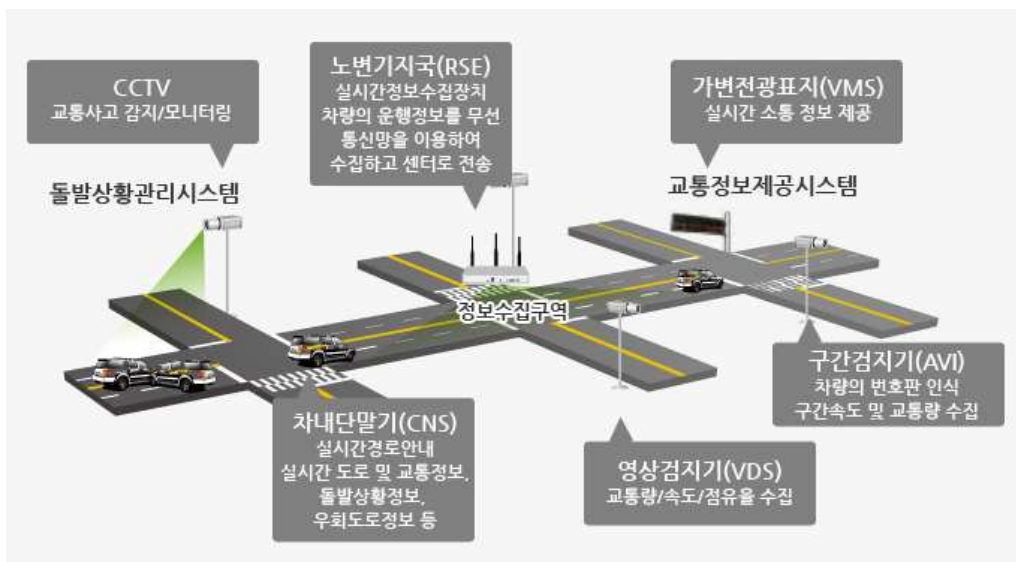 CCTV
교통사고 감지/모니터링
노변기지국(RSE)
실시간정보수집장치
차량의 운행정보를 무선
통신망을 이용하여
수집하고 센터로 전송
가변전광표지(VMS)
실시간 소통 정보 제공
돌발상황관리시스템
교통정보제공시스템
정보수집구역
구간검지기(AVI)
차량의 번호판 인식
구간속도 및 교통량 수집
차내단말기(CNS)
실시간경로안내
실시간 도로 및 교통정보,
돌발상황정보,
우회도로정보 등
영상검지기(VDS)
교통량/속도/점유율 수집